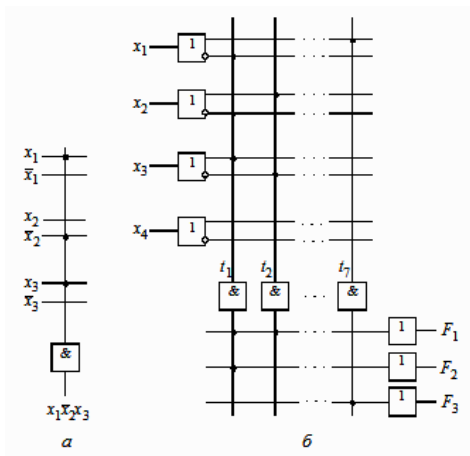 x₁ 1
x₂ 1
x₃ 1
x₄ 1
t₁ t₂ t₇
& & ... &
1 F₁
1 F₂
1 F₃
x₁
x̅₁
x₂
x̅₂
x₃
x̅₃
&
x₁x̅₂x₃
а
б